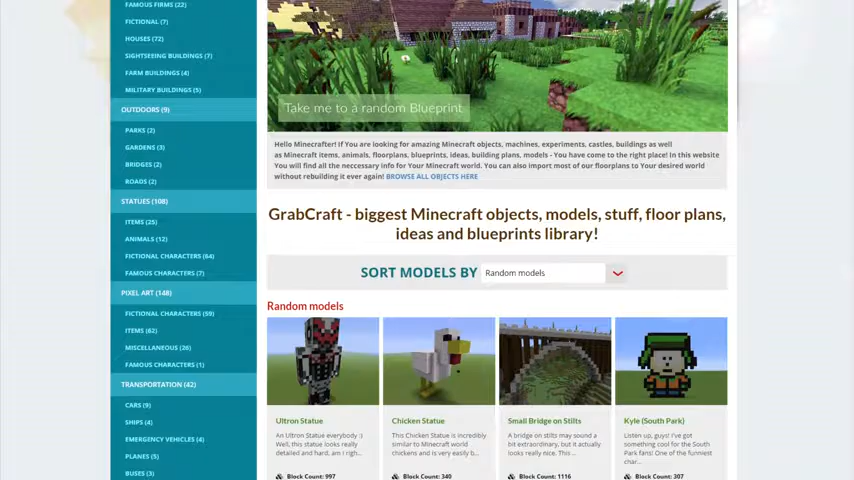 FAMOUS FIRMS (22)
FICTIONAL (7)
HOUSES (72)
SIGHTSEEING BUILDINGS (7)
FARM BUILDINGS (4)
MILITARY BUILDINGS (5)
OUTDOORS (9)
PARKS (2)
GARDENS (3)
BRIDGES (2)
ROADS (2)
STATUES (108)
ITEMS (25)
ANIMALS (12)
FICTIONAL CHARACTERS (64)
FAMOUS CHARACTERS (7)
PIXEL ART (148)
FICTIONAL CHARACTERS (59)
ITEMS (62)
MISCELLANEOUS (26)
FAMOUS CHARACTERS (1)
TRANSPORTATION (42)
CARS (9)
SHIPS (4)
EMERGENCY VEHICLES (4)
PLANES (5)
BUSES (3)
Take me to a random Blueprint
Hello Minecrafter! If You are looking for amazing Minecraft objects, machines, experiments, castles, buildings as well
as Minecraft items, animals, floorplans, blueprints, ideas, building plans, models - You have come to the right place! In this website
You will find all the neccessary info for Your Minecraft world. You can also import most of our floorplans to Your desired world
without rebuilding it ever again! BROWSE ALL OBJECTS HERE
GrabCraft - biggest Minecraft objects, models, stuff, floor plans,
ideas and blueprints library!
SORT MODELS BY Random models
Random models
Ultron Statue
An Ultron Statue everybody :)
Well, this statue looks really
detailed and hard, am i righ...
Block Count: 997
Chicken Statue
This Chicken Statue is incredibly
similar to Minecraft world
chickens and is very easily b...
Block Count: 340
Small Bridge on Stilts
A bridge on stilts may sound a
bit extraordinary, but it actually
looks really nice. This...
Block Count: 1116
Kyle (South Park)
Listen up, guys! I've got
something cool for the South
Park fans! One of the funniest
char...
Block Count: 307